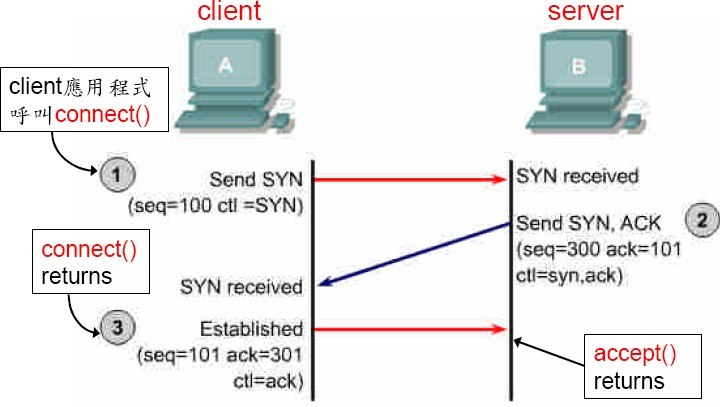 client
server
A
B
client應用程式
呼叫connect()
1
Send SYN
(seq=100 ctl =SYN)
SYN received
Send SYN, ACK
(seq=300 ack=101
ctl=syn,ack)
2
connect()
returns
SYN received
3
Established
(seq=101 ack=301
ctl=ack)
accept()
returns